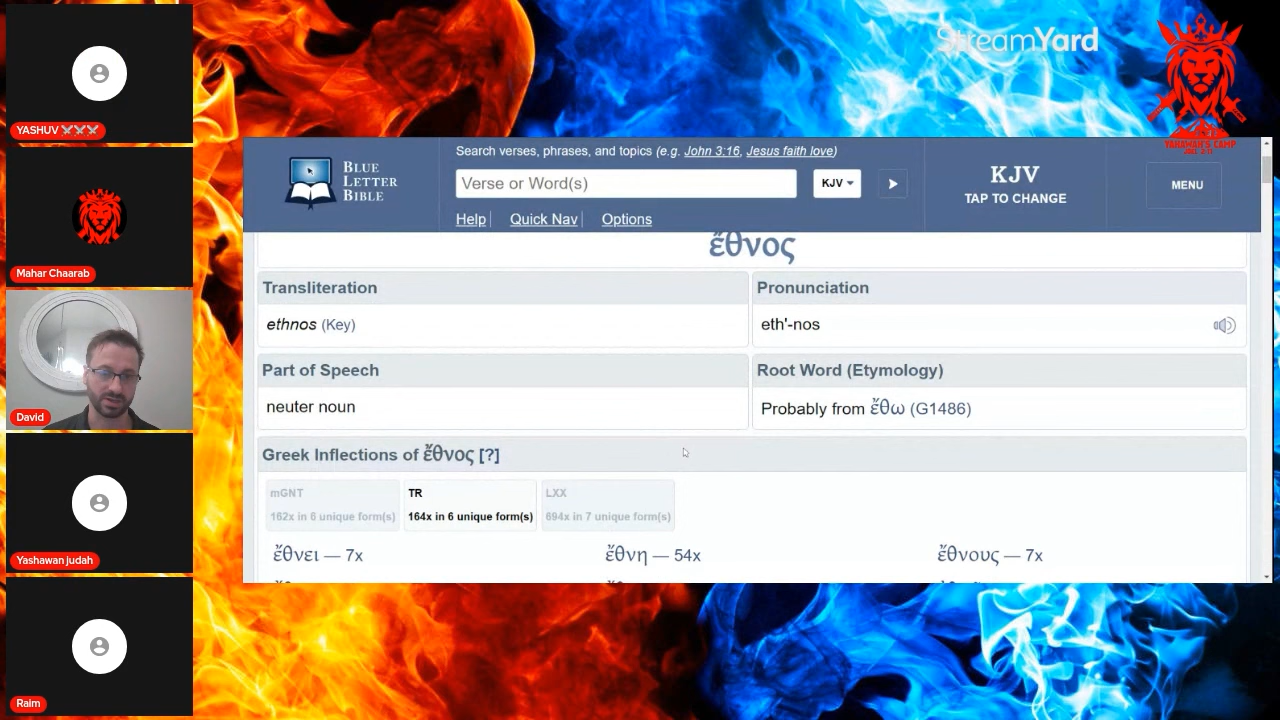 StreamYard
YAHAWAH'S CAMP
YASHUV ⚔⚔⚔
Mahar Chaarab
David
Yashawan judah
Raim
BLUE
LETTER
BIBLE
Search verses, phrases, and topics (e.g. John 3:16, Jesus faith love)
Verse or Word(s)
KJV
Help
Quick Nav
Options
KJV
TAP TO CHANGE
MENU
ἔθνος
Transliteration
Pronunciation
ethnos (Key)
eth'-nos
Part of Speech
Root Word (Etymology)
neuter noun
Probably from ἔθω (G1486)
Greek Inflections of ἔθνος [?]
mGNT
162x in 6 unique form(s)
TR
164x in 6 unique form(s)
LXX
694x in 7 unique form(s)
ἔθνει — 7x
ἔθνη — 54x
ἔθνους — 7x